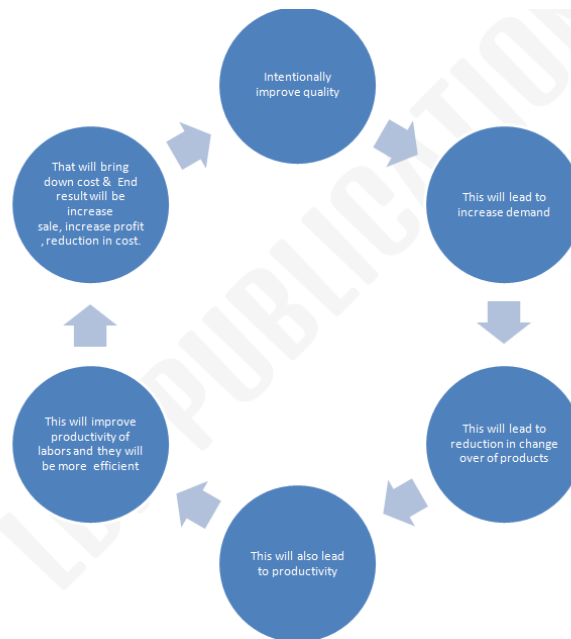 Intentionally
improve quality
This will lead to
increase demand
This will lead to
reduction in change
over of products
This will also lead
to productivity
This will improve
productivity of
labors and they will
be more efficient
That will bring
down cost & End
result will be
increase
sale, increase profit
, reduction in cost.
PUBLICATION